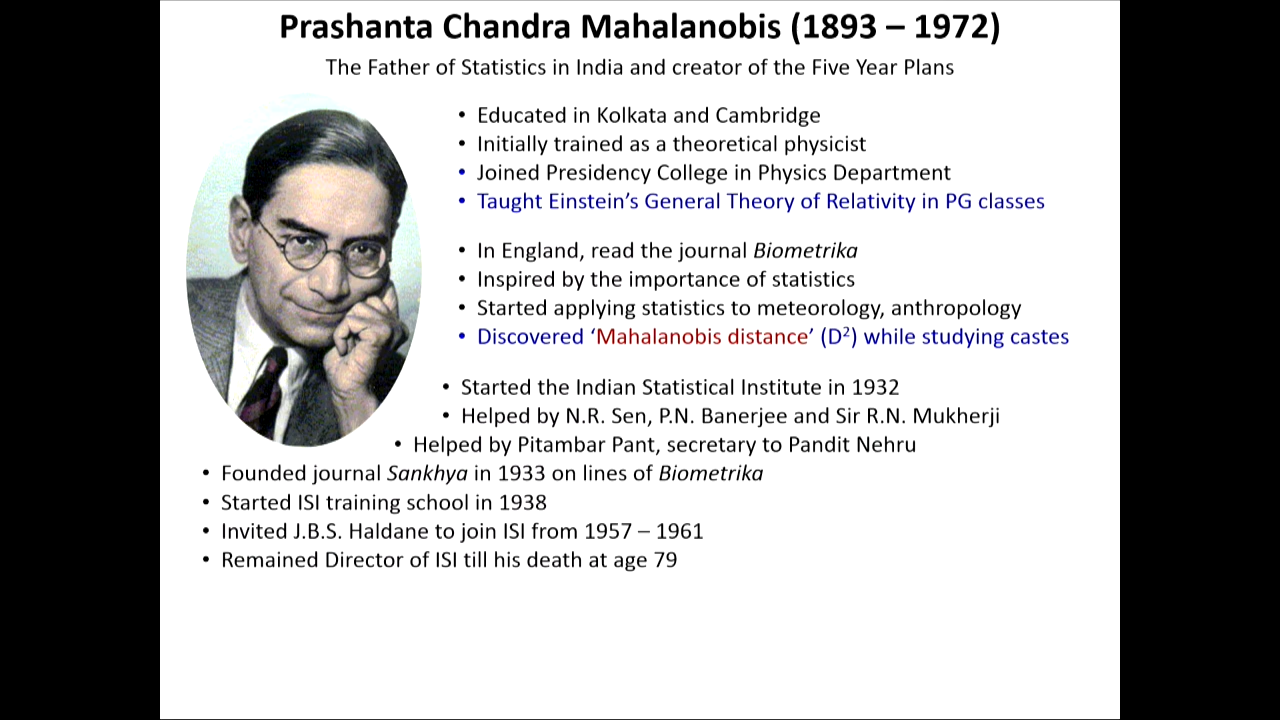 Prashanta Chandra Mahalanobis (1893 – 1972)
The Father of Statistics in India and creator of the Five Year Plans
• Educated in Kolkata and Cambridge
• Initially trained as a theoretical physicist
• Joined Presidency College in Physics Department
• Taught Einstein’s General Theory of Relativity in PG classes
• In England, read the journal Biometrika
• Inspired by the importance of statistics
• Started applying statistics to meteorology, anthropology
• Discovered ‘Mahalanobis distance’ (D²) while studying castes
• Started the Indian Statistical Institute in 1932
• Helped by N.R. Sen, P.N. Banerjee and Sir R.N. Mukherji
• Helped by Pitambar Pant, secretary to Pandit Nehru
• Founded journal Sankhya in 1933 on lines of Biometrika
• Started ISI training school in 1938
• Invited J.B.S. Haldane to join ISI from 1957 – 1961
• Remained Director of ISI till his death at age 79